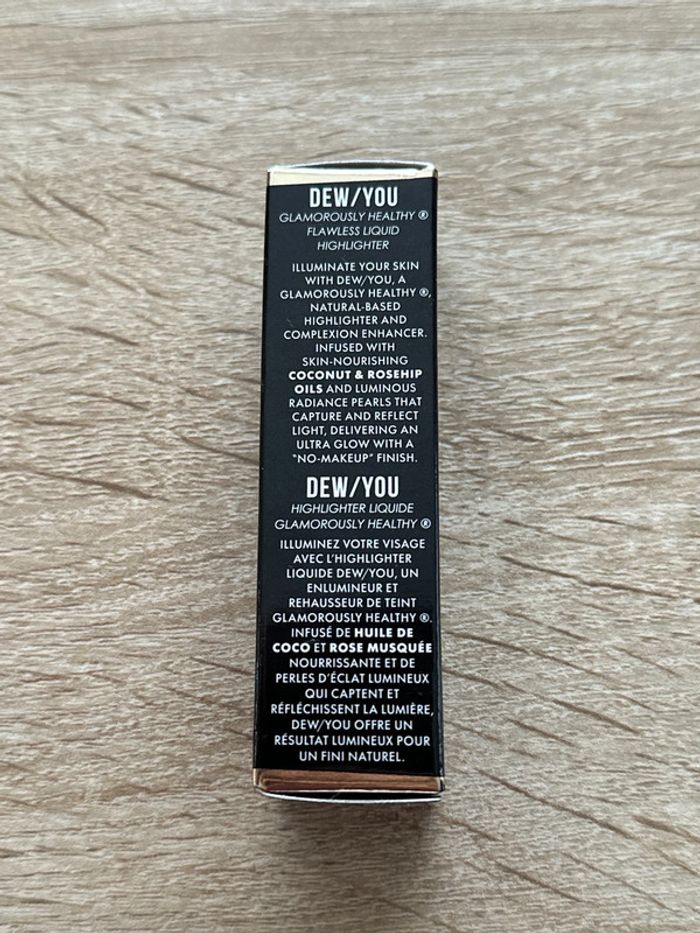 DEW/YOU
GLAMOROUSLY HEALTHY ®
FLAWLESS LIQUID
HIGHLIGHTER
ILLUMINATE YOUR SKIN
WITH DEW/YOU, A
GLAMOROUSLY HEALTHY ®,
NATURAL-BASED
HIGHLIGHTER AND
COMPLEXION ENHANCER.
INFUSED WITH
SKIN-NOURISHING
COCONUT & ROSEHIP
OILS AND LUMINOUS
RADIANCE PEARLS THAT
CAPTURE AND REFLECT
LIGHT, DELIVERING AN
ULTRA GLOW WITH A
"NO-MAKEUP" FINISH.
DEW/YOU
HIGHLIGHTER LIQUIDE
GLAMOROUSLY HEALTHY ®
ILLUMINEZ VOTRE VISAGE
AVEC L'HIGHLIGHTER
LIQUIDE DEW/YOU, UN
ENLUMINEUR ET
REHAUSSEUR DE TEINT
GLAMOROUSLY HEALTHY ®.
INFUSÉ DE HUILE DE
COCO ET ROSE MUSQUÉE
NOURRISSANTE ET DE
PERLES D'ÉCLAT LUMINEUX
QUI CAPTENT ET
RÉFLÉCHISSENT LA LUMIÈRE,
DEW/YOU OFFRE UN
RÉSULTAT LUMINEUX POUR
UN FINI NATUREL.